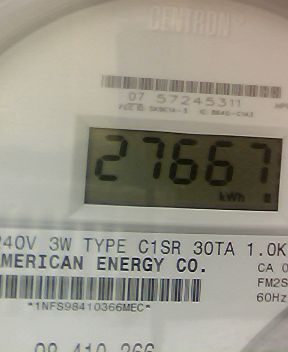 CENTRON®
07 57245311
27667
kWh
240V 3W TYPE C1SR 30TA 1.0K
AMERICAN ENERGY CO.
CA 0
FM2S
60Hz
*1NFS98410366MEC*
98 410 366